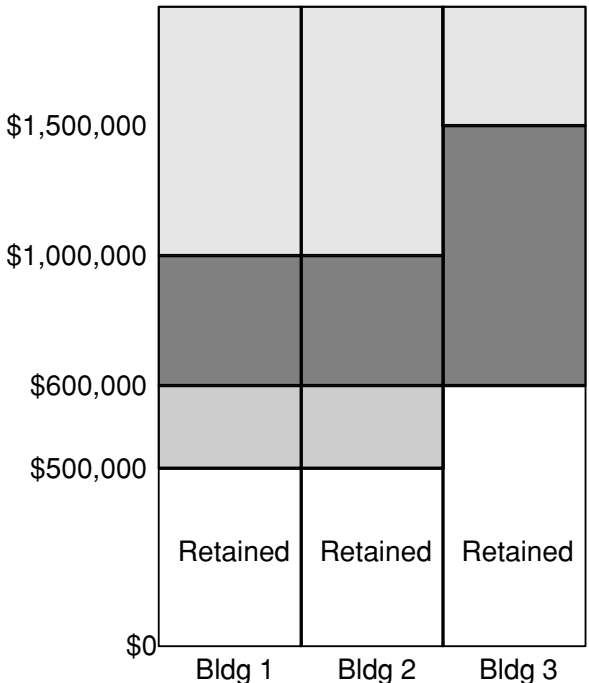 $1,500,000
$1,000,000
$600,000
$500,000
Retained Retained Retained
$0
Bldg 1 Bldg 2 Bldg 3